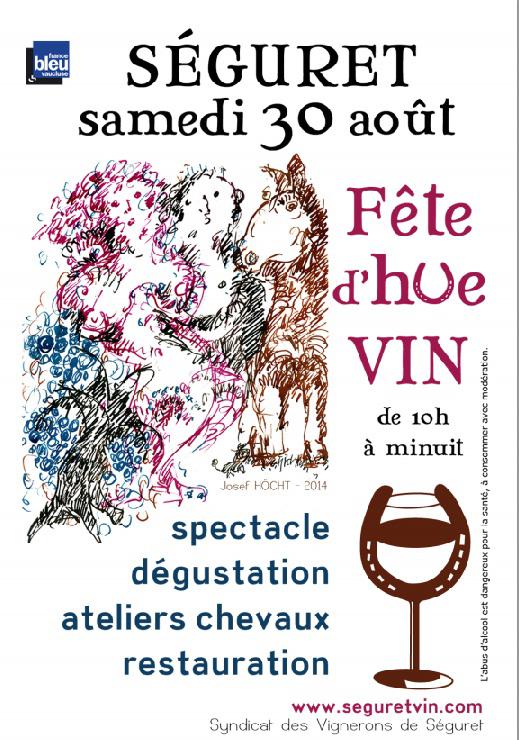 france
bleu
vaucluse
SÉGURET
samedi 30 août
Fête
d'hUe
VIN
de 10h
à minuit
Josef HÖCHT - 2014
spectacle
dégustation
ateliers chevaux
restauration
L'abus d'alcool est dangereux pour la santé, à consommer avec modération.
www.seguretvin.com
Syndicat des Vignerons de Séguret